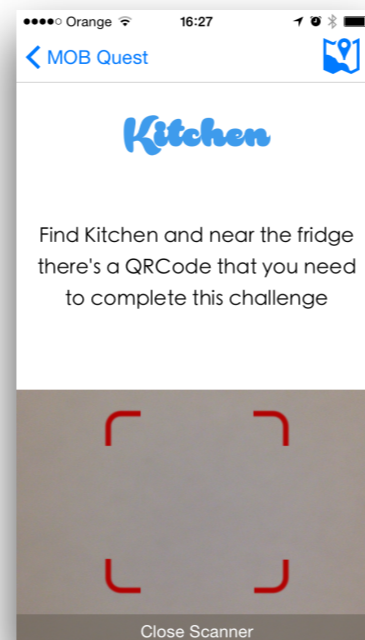 Orange 16:27
MOB Quest
Kitchen
Find Kitchen and near the fridge
there's a QRCode that you need
to complete this challenge
Close Scanner